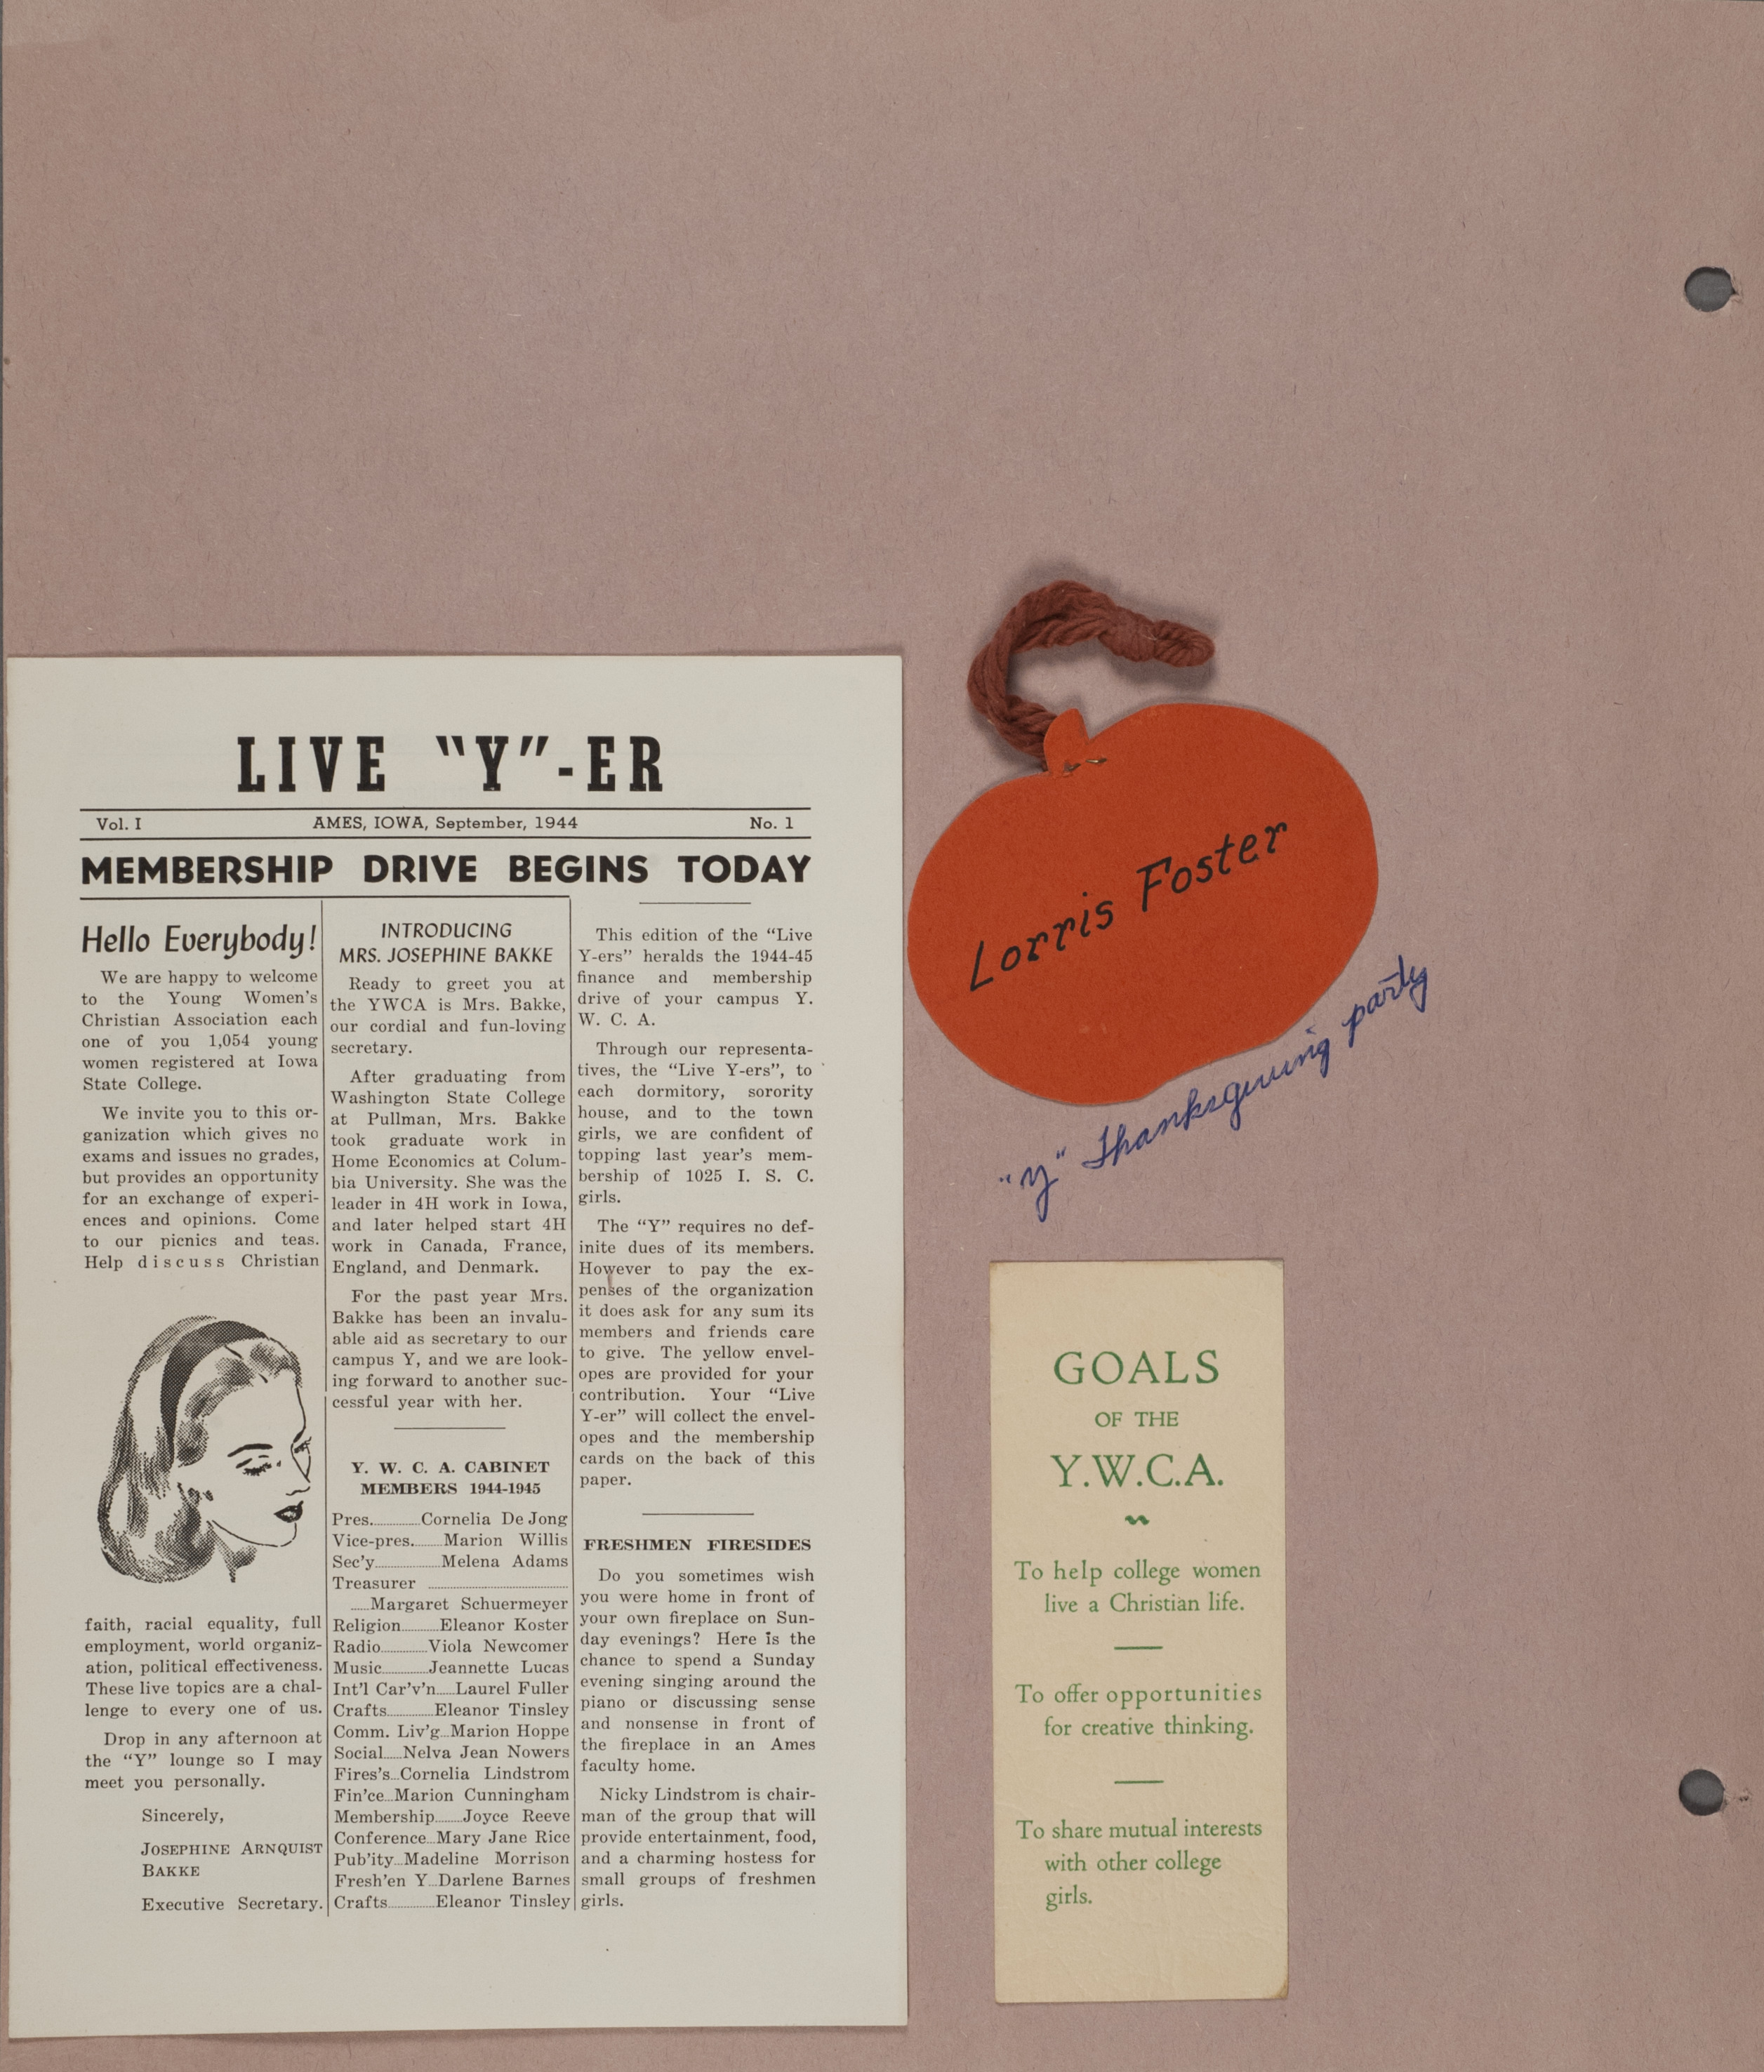 LIVE "Y"-ER
Vol. I AMES, IOWA, September, 1944 No. 1
MEMBERSHIP DRIVE BEGINS TODAY
Hello Everybody!
We are happy to welcome
to the Young Women's
Christian Association each
one of you 1,054 young
women registered at Iowa
State College.
We invite you to this or-
ganization which gives no
exams and issues no grades,
but provides an opportunity
for an exchange of experi-
ences and opinions. Come
to our picnics and teas.
Help discuss Christian
faith, racial equality, full
employment, world organiz-
ation, political effectiveness.
These live topics are a chal-
lenge to every one of us.
Drop in any afternoon at
the "Y" lounge so I may
meet you personally.
Sincerely,
JOSEPHINE ARNQUIST
BAKKE
Executive Secretary.
INTRODUCING
MRS. JOSEPHINE BAKKE
Ready to greet you at
the YWCA is Mrs. Bakke,
our cordial and fun-loving
secretary.
After graduating from
Washington State College
at Pullman, Mrs. Bakke
took graduate work in
Home Economics at Colum-
bia University. She was the
leader in 4H work in Iowa,
and later helped start 4H
work in Canada, France,
England, and Denmark.
For the past year Mrs.
Bakke has been an invalu-
able aid as secretary to our
campus Y, and we are look-
ing forward to another suc-
cessful year with her.
Y. W. C. A. CABINET
MEMBERS 1944-1945
Pres.............Cornelia De Jong
Vice-pres.........Marion Willis
Sec'y..................Melena Adams
Treasurer ......................................
.....Margaret Schuermeyer
Religion..........Eleanor Koster
Radio.............Viola Newcomer
Music.............Jeannette Lucas
Int'l Car'v'n.....Laurel Fuller
Crafts.............Eleanor Tinsley
Comm. Liv'g...Marion Hoppe
Social.....Nelva Jean Nowers
Fires's...Cornelia Lindstrom
Fin'ce...Marion Cunningham
Membership........Joyce Reeve
Conference...Mary Jane Rice
Pub'ity...Madeline Morrison
Fresh'en Y...Darlene Barnes
Crafts.............Eleanor Tinsley
This edition of the "Live
Y-ers" heralds the 1944-45
finance and membership
drive of your campus Y.
W. C. A.
Through our representa-
tives, the "Live Y-ers", to
each dormitory, sorority
house, and to the town
girls, we are confident of
topping last year's mem-
bership of 1025 I. S. C.
girls.
The "Y" requires no def-
inite dues of its members.
However to pay the ex-
penses of the organization
it does ask for any sum its
members and friends care
to give. The yellow envel-
opes are provided for your
contribution. Your "Live
Y-er" will collect the envel-
opes and the membership
cards on the back of this
paper.
FRESHMEN FIRESIDES
Do you sometimes wish
you were home in front of
your own fireplace on Sun-
day evenings? Here is the
chance to spend a Sunday
evening singing around the
piano or discussing sense
and nonsense in front of
the fireplace in an Ames
faculty home.
Nicky Lindstrom is chair-
man of the group that will
provide entertainment, food,
and a charming hostess for
small groups of freshmen
girls.
Lorris Foster
"Y" Thanksgiving party
GOALS
OF THE
Y.W.C.A.
To help college women
live a Christian life.
To offer opportunities
for creative thinking.
To share mutual interests
with other college
girls.